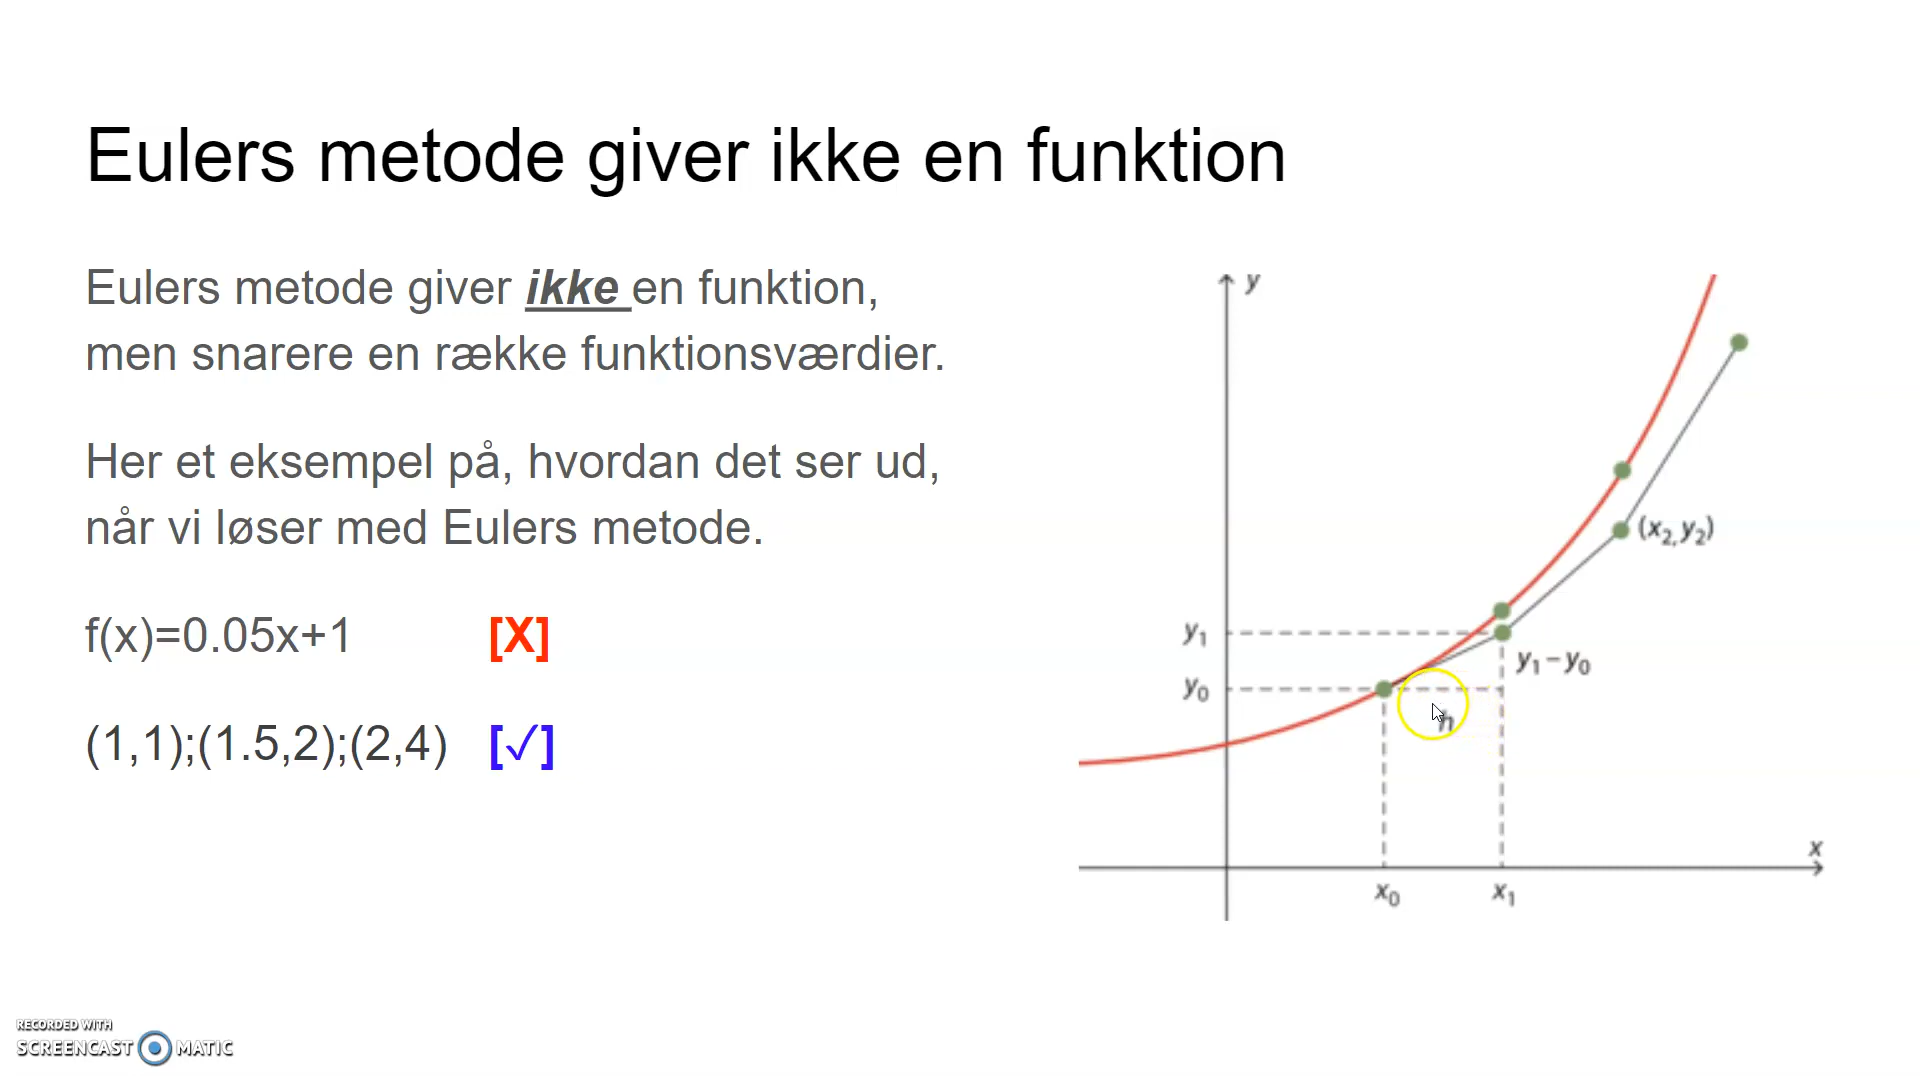 Eulers metode giver ikke en funktion
Eulers metode giver ikke en funktion,
men snarere en række funktionsværdier.
Her et eksempel på, hvordan det ser ud,
når vi løser med Eulers metode.
f(x)=0.05x+1 [X]
(1,1);(1.5,2);(2,4) [✓]
y
(x₂,y₂)
y₁
y₁−y₀
y₀
h
x
x₀ x₁
RECORDED WITH
SCREENCAST MATIC